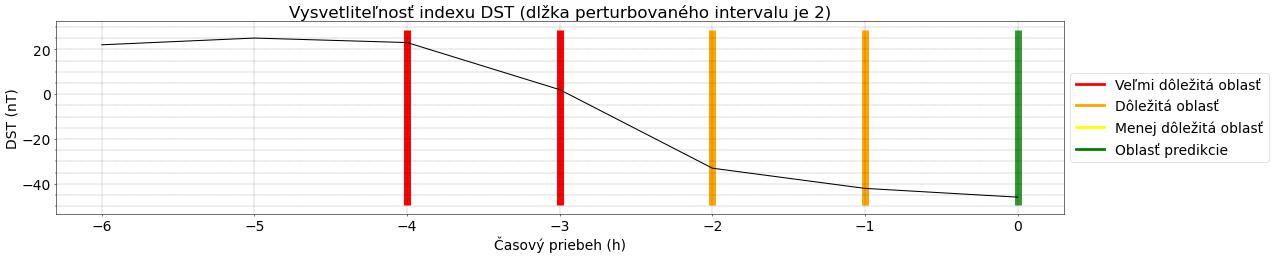 Vysvetliteľnosť indexu DST (dĺžka perturbovaného intervalu je 2)
DST (nT)
20
0
−20
−40
−6
−5
−4
−3
−2
−1
0
Časový priebeh (h)
Veľmi dôležitá oblasť
Dôležitá oblasť
Menej dôležitá oblasť
Oblasť predikcie